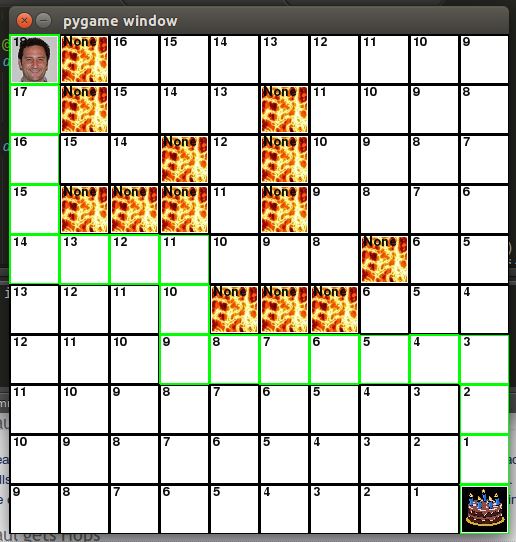 pygame window
18 None 16 15 14 13 12 11 10 9
17 None 15 14 13 None 11 10 9 8
16 15 14 None 12 None 10 9 8 7
15 None None None 11 None 9 8 7 6
14 13 12 11 10 9 8 None 6 5
13 12 11 10 None None None 6 5 4
12 11 10 9 8 7 6 5 4 3
11 10 9 8 7 6 5 4 3 2
10 9 8 7 6 5 4 3 2 1
9 8 7 6 5 4 3 2 1
gets Hops